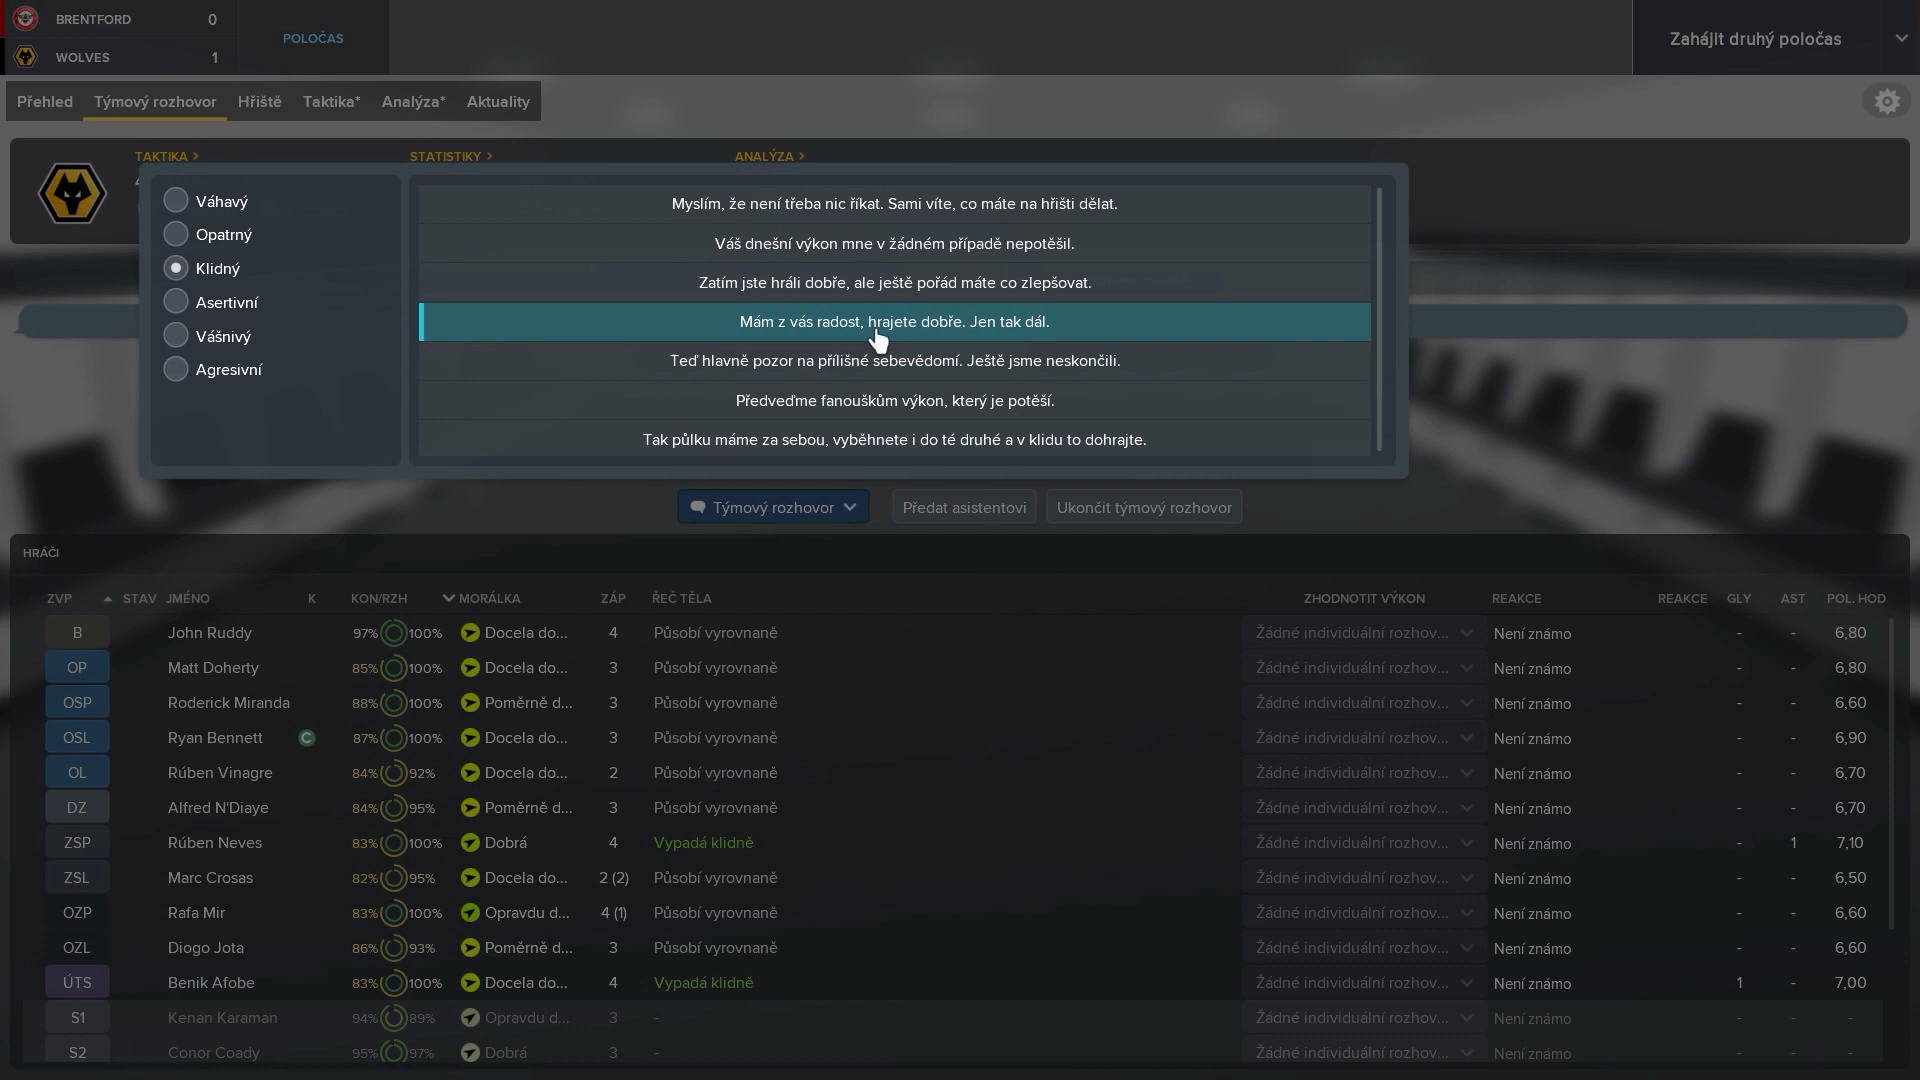 BRENTFORD 0
POLOČAS
Zahájit druhý poločas
WOLVES 1
Přehled Týmový rozhovor Hřiště Taktika* Analýza* Aktuality
TAKTIKA > STATISTIKY > ANALÝZA >
Váhavý
Opatrný
Klidný
Asertivní
Vášnivý
Agresivní
Myslím, že není třeba nic říkat. Sami víte, co máte na hřišti dělat.
Váš dnešní výkon mne v žádném případě nepotěšil.
Zatím jste hráli dobře, ale ještě pořád máte co zlepšovat.
Mám z vás radost, hrajete dobře. Jen tak dál.
Teď hlavně pozor na přílišné sebevědomí. Ještě jsme neskončili.
Předveďme fanouškům výkon, který je potěší.
Tak půlku máme za sebou, vyběhnete i do té druhé a v klidu to dohrajte.
Týmový rozhovor Předat asistentovi Ukončit týmový rozhovor
HRÁČI
ZVP STAV JMÉNO K KON/RZH MORÁLKA ZÁP ŘEČ TĚLA ZHODNOTIT VÝKON REAKCE REAKCE GLY AST POL. HOD
B John Ruddy 97% 100% Docela do... 4 Působí vyrovnaně Žádné individuální rozhov... Není známo - - 6,80
OP Matt Doherty 85% 100% Docela do... 3 Působí vyrovnaně Žádné individuální rozhov... Není známo - - 6,80
OSP Roderick Miranda 88% 100% Poměrně d... 3 Působí vyrovnaně Žádné individuální rozhov... Není známo - - 6,60
OSL Ryan Bennett C 87% 100% Docela do... 3 Působí vyrovnaně Žádné individuální rozhov... Není známo - - 6,90
OL Rúben Vinagre 84% 92% Docela do... 2 Působí vyrovnaně Žádné individuální rozhov... Není známo - - 6,70
DZ Alfred N'Diaye 84% 95% Poměrně d... 3 Působí vyrovnaně Žádné individuální rozhov... Není známo - - 6,70
ZSP Rúben Neves 83% 100% Dobrá 4 Vypadá klidně Žádné individuální rozhov... Není známo - 1 7,10
ZSL Marc Crosas 82% 95% Docela do... 2 (2) Působí vyrovnaně Žádné individuální rozhov... Není známo - - 6,50
OZP Rafa Mir 83% 100% Opravdu d... 4 (1) Působí vyrovnaně Žádné individuální rozhov... Není známo - - 6,60
OZL Diogo Jota 86% 93% Poměrně d... 3 Působí vyrovnaně Žádné individuální rozhov... Není známo - - 6,60
ÚTS Benik Afobe 83% 100% Docela do... 4 Vypadá klidně Žádné individuální rozhov... Není známo 1 - 7,00
S1 Kenan Karaman 94% 89% Opravdu d... 3 - Žádné individuální rozhov... Není známo - - -
S2 Conor Coady 95% 97% Dobrá 3 - Žádné individuální rozhov... Není známo - - -